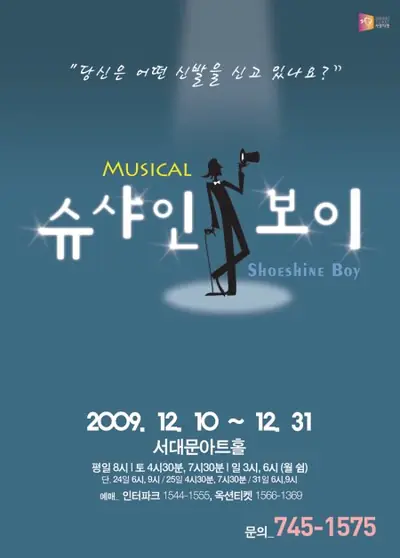 "당신은 어떤 신발을 신고 있나요?"
MUSICAL
슈샤인 보이
SHOESHINE BOY
2009. 12. 10 ~ 12. 31
서대문아트홀
평일 8시 | 토 4시30분, 7시30분 | 일 3시, 6시 (월 쉼)
단. 24일 6시, 9시 / 25일 4시30분, 7시30분 / 31일 6시, 9시
예매_ 인터파크 1544-1555, 옥션티켓 1566-1369
문의_745-1575